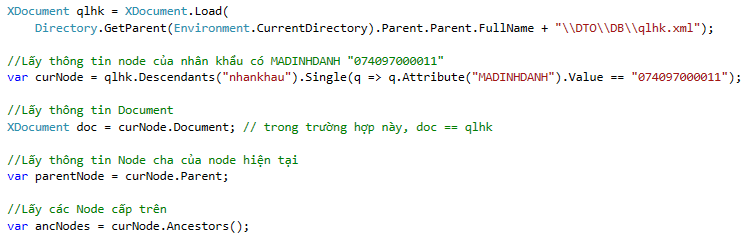 XDocument qlhk = XDocument.Load(
Directory.GetParent(Environment.CurrentDirectory).Parent.Parent.FullName + "\\DTO\\DB\\qlhk.xml");
//Lấy thông tin node của nhân khẩu có MADINHDANH "074097000011"
var curNode = qlhk.Descendants("nhankhau").Single(q => q.Attribute("MADINHDANH").Value == "074097000011");
//Lấy thông tin Document
XDocument doc = curNode.Document; // trong trường hợp này, doc == qlhk
//Lấy thông tin Node cha của node hiện tại
var parentNode = curNode.Parent;
//Lấy các Node cấp trên
var ancNodes = curNode.Ancestors();